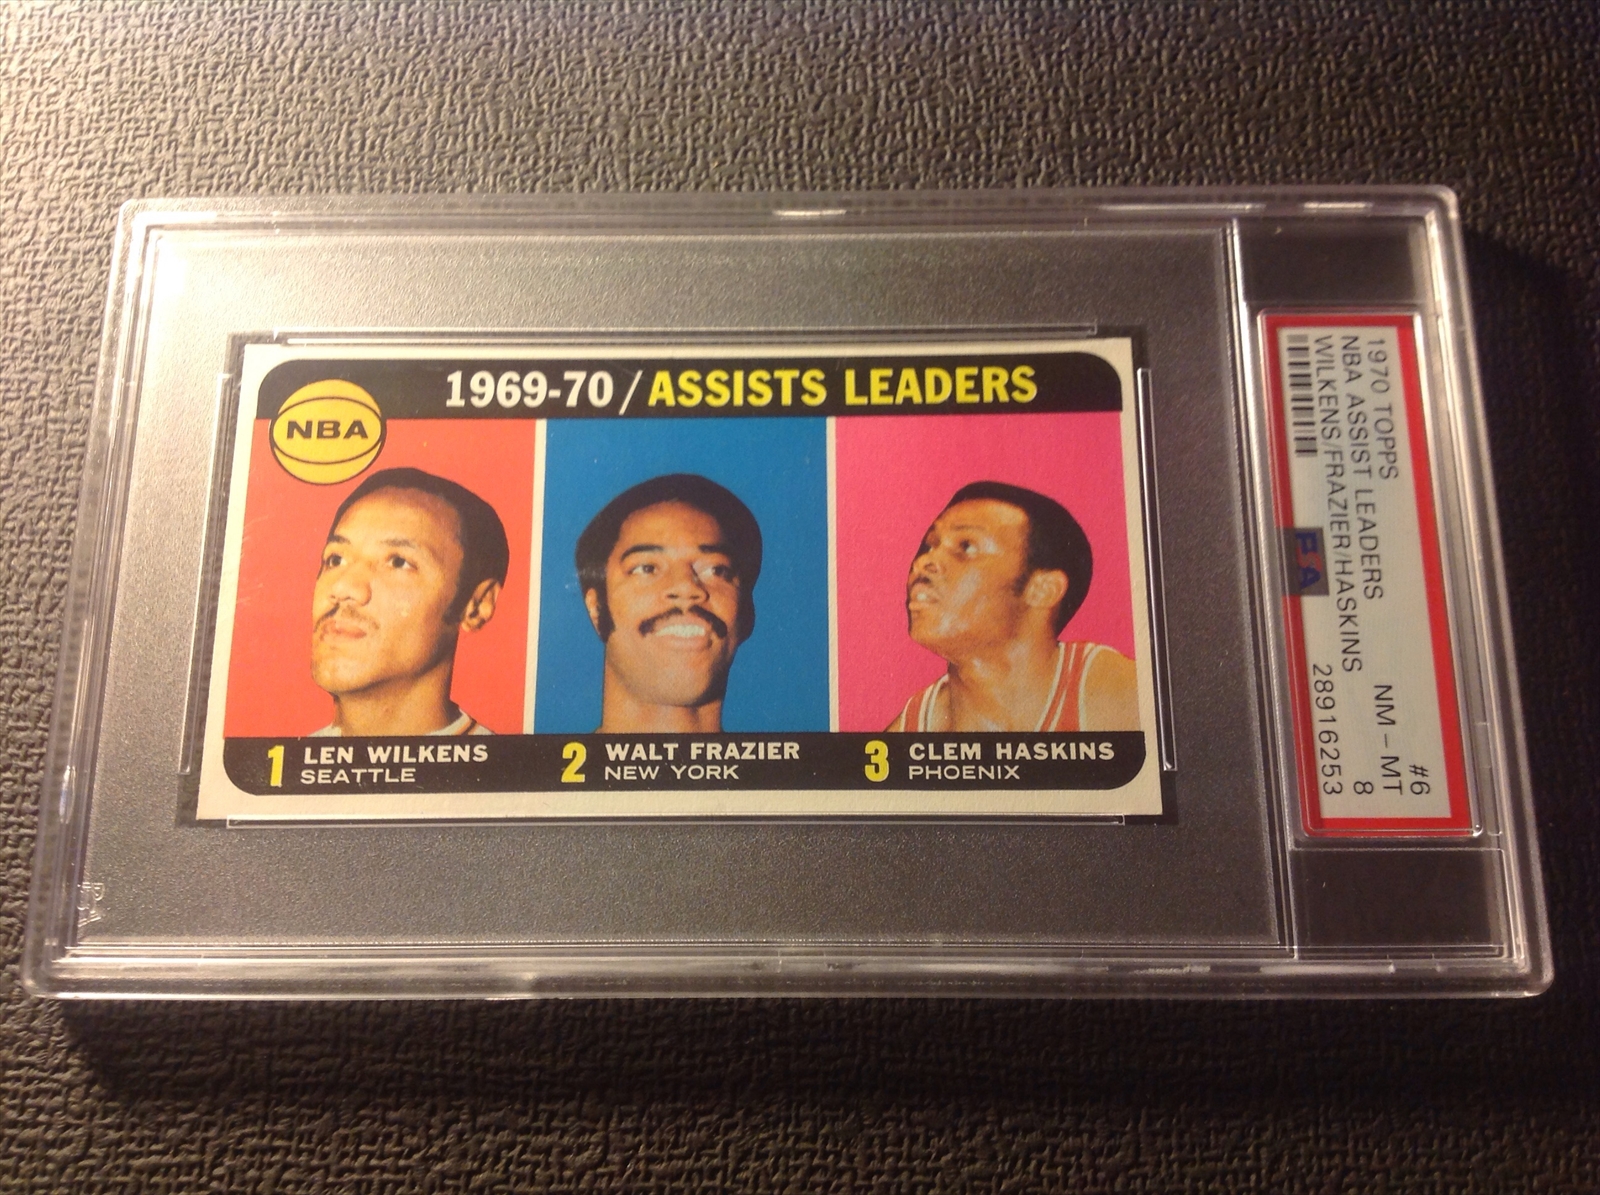 1969-70/ASSISTS LEADERS
NBA
1 LEN WILKENS
SEATTLE
2 WALT FRAZIER
NEW YORK
3 CLEM HASKINS
PHOENIX
1970 TOPPS #6
NBA ASSIST LEADERS NM-MT
WILKENS/FRAZIER/HASKINS 8
28916253